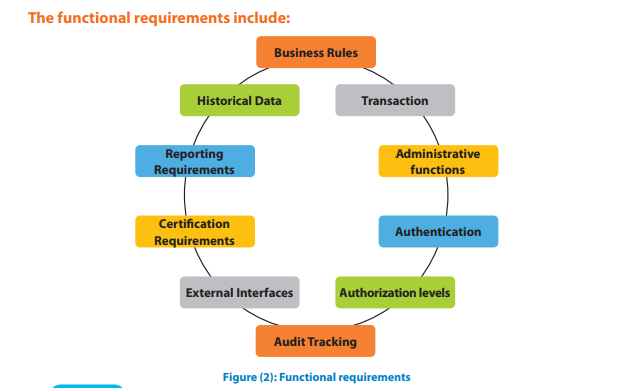 The functional requirements include:
Business Rules
Historical Data
Transaction
Reporting
Requirements
Administrative
functions
Certification
Requirements
Authentication
External Interfaces
Authorization levels
Audit Tracking
Figure (2): Functional requirements